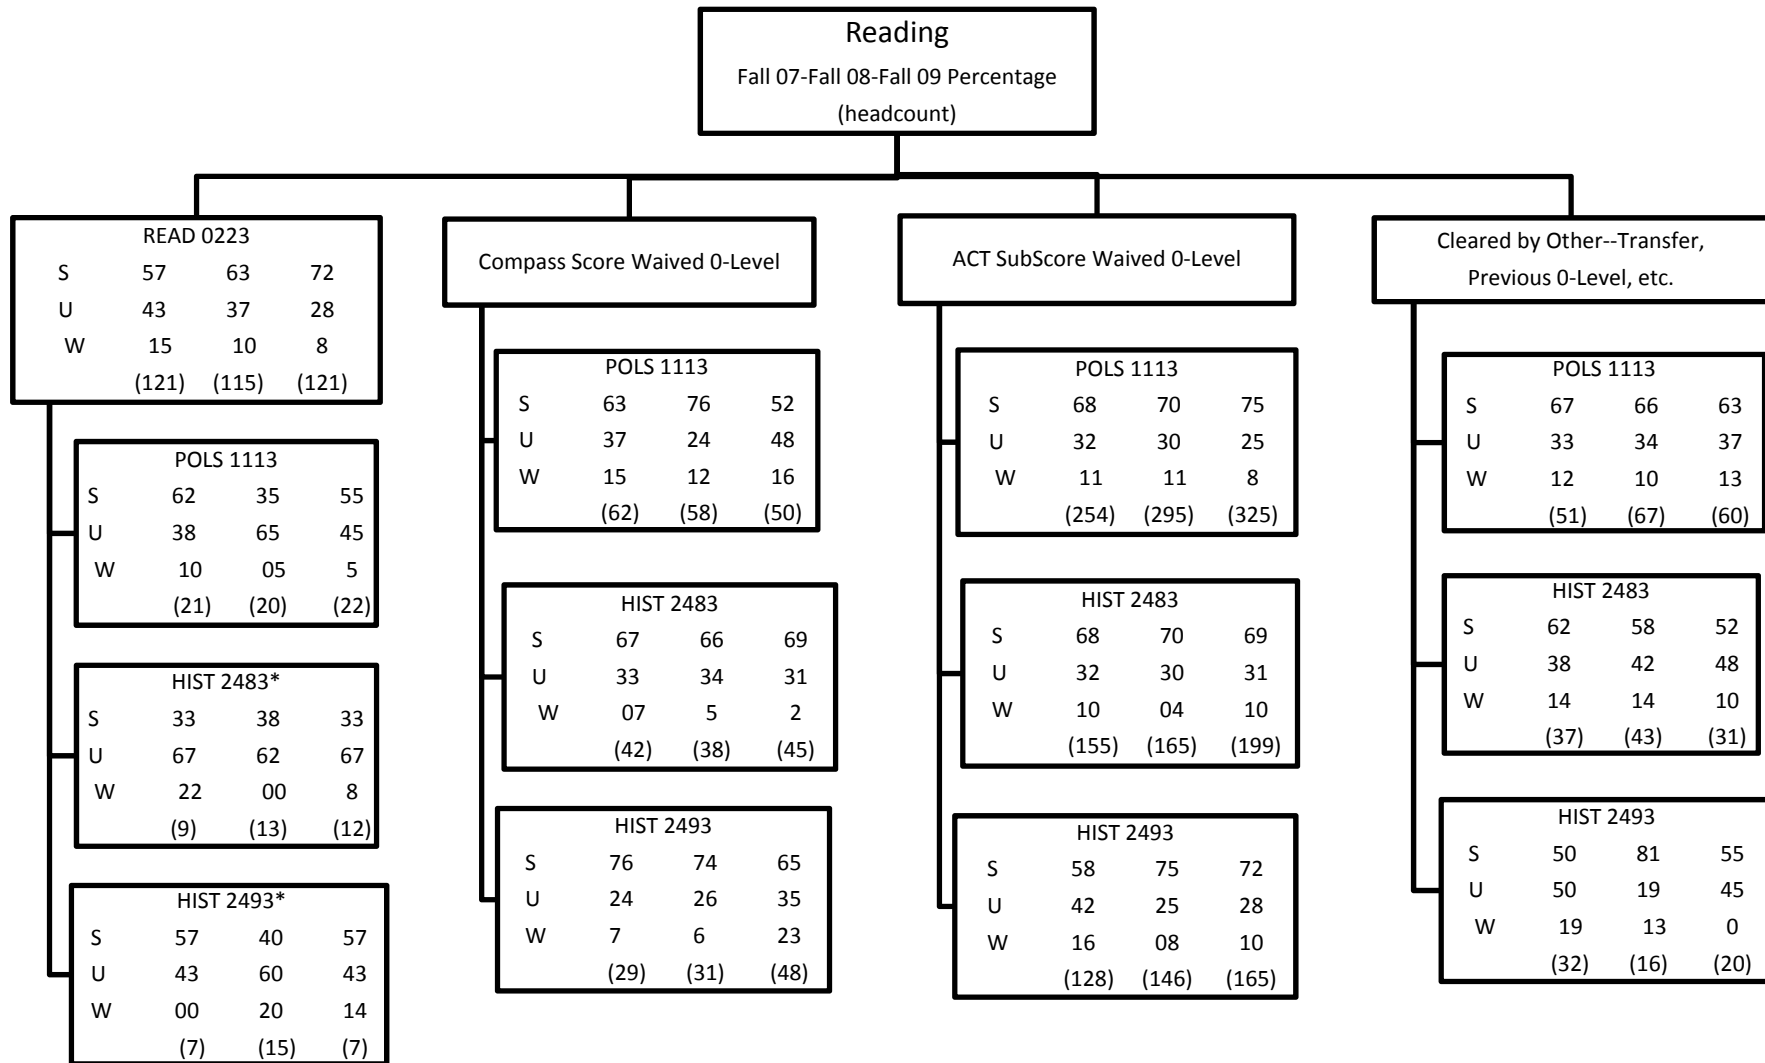 Reading
Fall 07-Fall 08-Fall 09 Percentage
(headcount)
READ 0223
S 57 63 72
U 43 37 28
W 15 10 8
(121) (115) (121)
POLS 1113
S 62 35 55
U 38 65 45
W 10 05 5
(21) (20) (22)
HIST 2483*
S 33 38 33
U 67 62 67
W 22 00 8
(9) (13) (12)
HIST 2493*
S 57 40 57
U 43 60 43
W 00 20 14
(7) (15) (7)
Compass Score Waived 0-Level
POLS 1113
S 63 76 52
U 37 24 48
W 15 12 16
(62) (58) (50)
HIST 2483
S 67 66 69
U 33 34 31
W 07 5 2
(42) (38) (45)
HIST 2493
S 76 74 65
U 24 26 35
W 7 6 23
(29) (31) (48)
ACT SubScore Waived 0-Level
POLS 1113
S 68 70 75
U 32 30 25
W 11 11 8
(254) (295) (325)
HIST 2483
S 68 70 69
U 32 30 31
W 10 04 10
(155) (165) (199)
HIST 2493
S 58 75 72
U 42 25 28
W 16 08 10
(128) (146) (165)
Cleared by Other--Transfer,
Previous 0-Level, etc.
POLS 1113
S 67 66 63
U 33 34 37
W 12 10 13
(51) (67) (60)
HIST 2483
S 62 58 52
U 38 42 48
W 14 14 10
(37) (43) (31)
HIST 2493
S 50 81 55
U 50 19 45
W 19 13 0
(32) (16) (20)